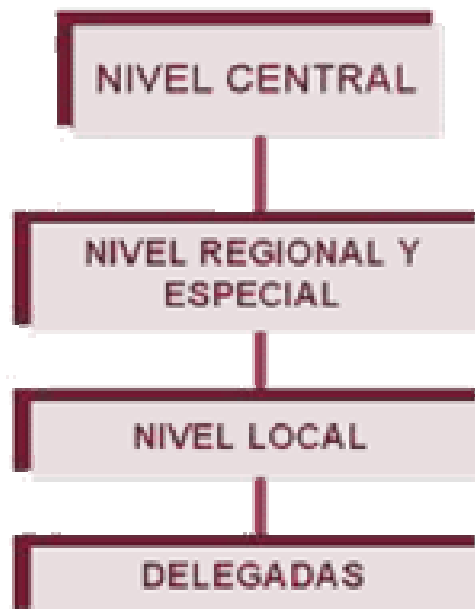 NIVEL CENTRAL
NIVEL REGIONAL Y
ESPECIAL
NIVEL LOCAL
DELEGADAS